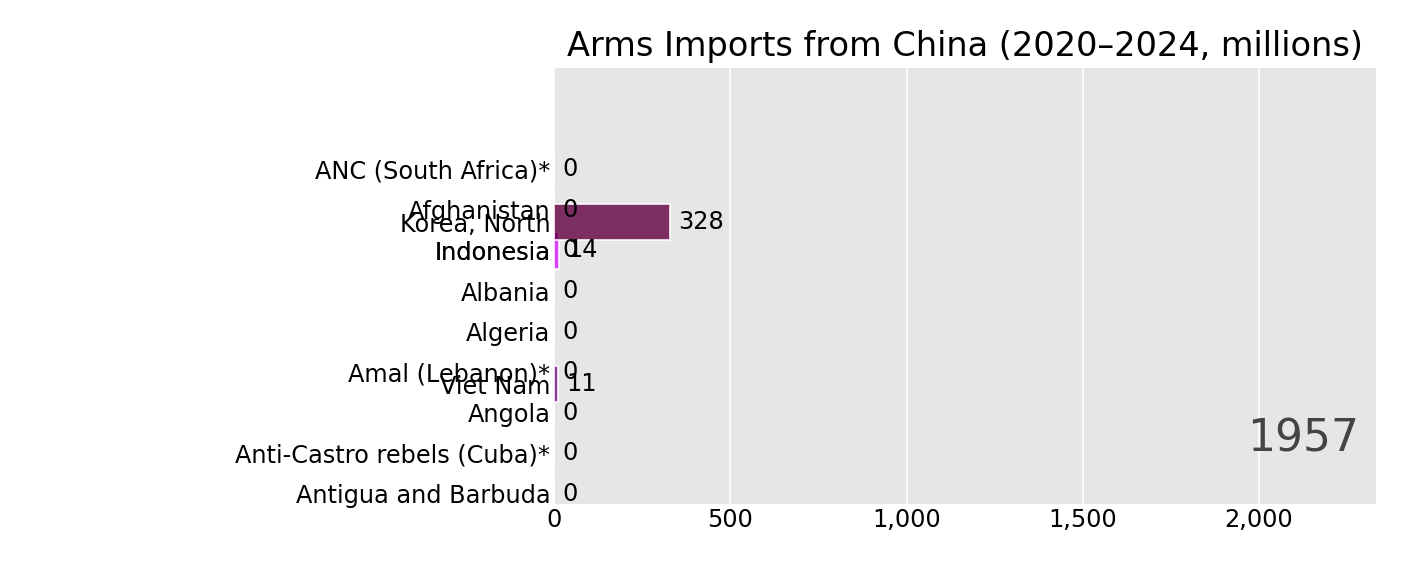 Arms Imports from China (2020–2024, millions)
ANC (South Africa)* 0
Afghanistan 0
Korea, North 328
Indonesia 0 14
Albania 0
Algeria 0
Amal (Lebanon)* 0
Viet Nam 11
Angola 0
Anti-Castro rebels (Cuba)* 0
1957
Antigua and Barbuda 0
0 500 1,000 1,500 2,000